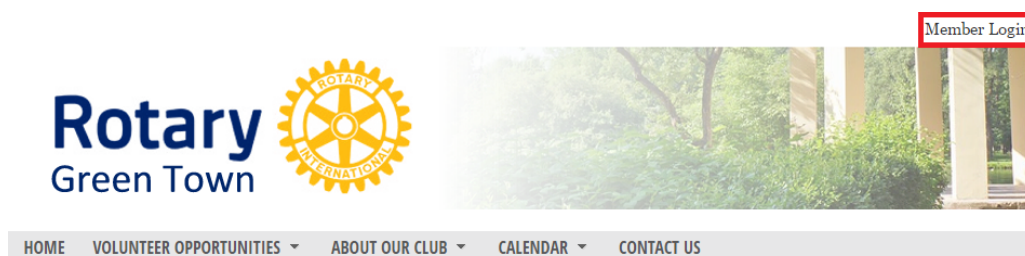 Member Login
Rotary
Green Town
ROTARY
INTERNATIONAL
HOME VOLUNTEER OPPORTUNITIES ABOUT OUR CLUB CALENDAR CONTACT US